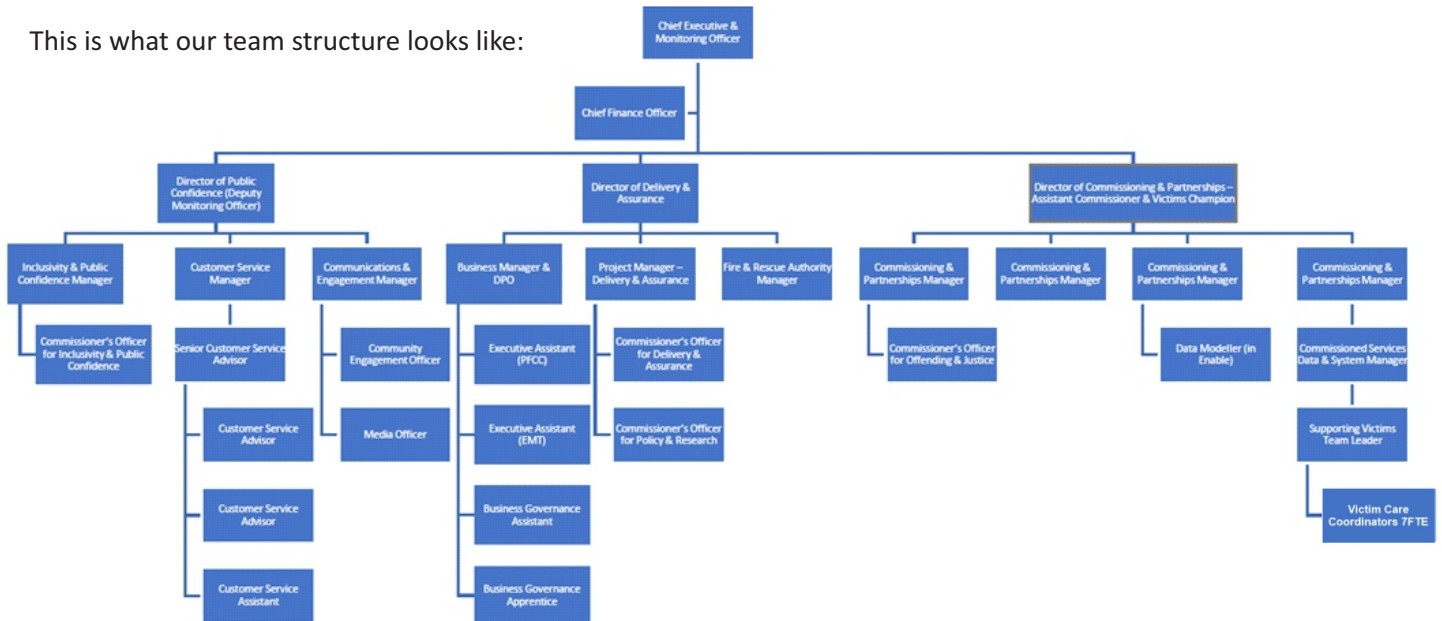 This is what our team structure looks like:
Chief Executive &
Monitoring Officer
Chief Finance Officer
Director of Public
Confidence (Deputy
Monitoring Officer)
Director of Delivery &
Assurance
Director of Commissioning & Partnerships –
Assistant Commissioner & Victims Champion
Inclusivity & Public
Confidence Manager
Customer Service
Manager
Communications &
Engagement Manager
Business Manager &
DPO
Project Manager –
Delivery & Assurance
Fire & Rescue Authority
Manager
Commissioning &
Partnerships Manager
Commissioning &
Partnerships Manager
Commissioning &
Partnerships Manager
Commissioning &
Partnerships Manager
Commissioner's Officer
for Inclusivity & Public
Confidence
Senior Customer Service
Advisor
Community
Engagement Officer
Executive Assistant
(PFCC)
Commissioner's Officer
for Delivery &
Assurance
Commissioner's Officer
for Offending & Justice
Data Modeller (in
Enable)
Commissioned Services
Data & System Manager
Customer Service
Advisor
Media Officer
Executive Assistant
(EMT)
Commissioner's Officer
for Policy & Research
Supporting Victims
Team Leader
Customer Service
Advisor
Business Governance
Assistant
Victim Care
Coordinators 7FTE
Customer Service
Assistant
Business Governance
Apprentice